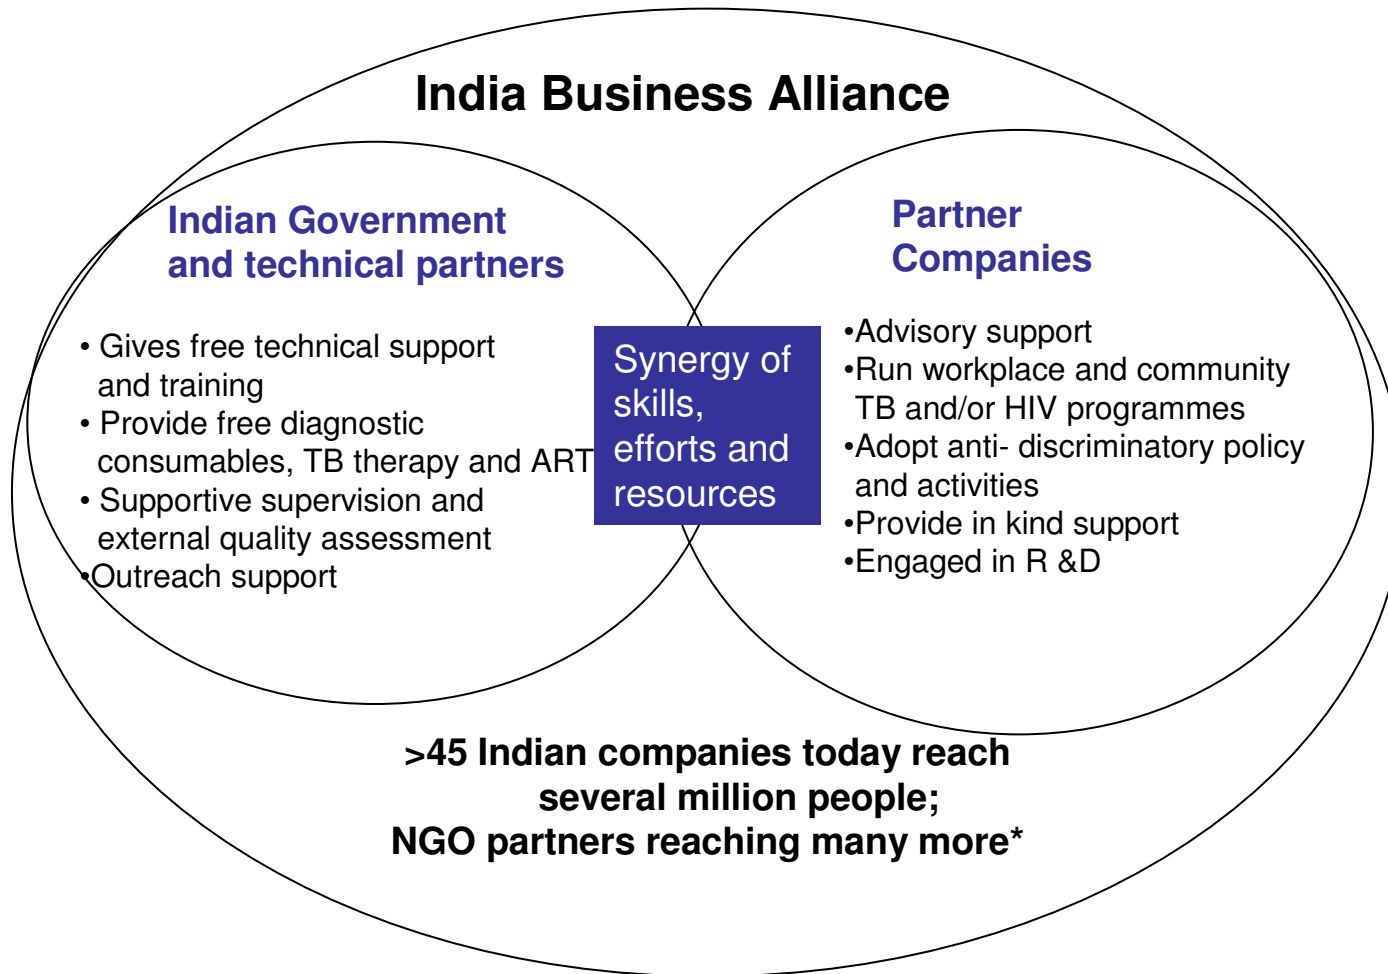 India Business Alliance
Indian Government
and technical partners
• Gives free technical support
and training
• Provide free diagnostic
consumables, TB therapy and ART
• Supportive supervision and
external quality assessment
•Outreach support
Synergy of
skills,
efforts and
resources
Partner
Companies
•Advisory support
•Run workplace and community
TB and/or HIV programmes
•Adopt anti- discriminatory policy
and activities
•Provide in kind support
•Engaged in R &D
>45 Indian companies today reach
several million people;
NGO partners reaching many more*